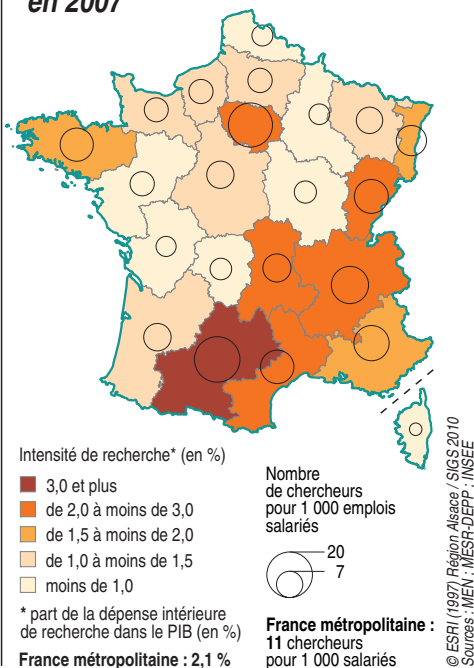 en 2007
Intensité de recherche* (en %)
3,0 et plus
de 2,0 à moins de 3,0
de 1,5 à moins de 2,0
de 1,0 à moins de 1,5
moins de 1,0
* part de la dépense intérieure
de recherche dans le PIB (en %)
France métropolitaine : 2,1 %
Nombre
de chercheurs
pour 1 000 emplois
salariés
20
7
France métropolitaine :
11 chercheurs
pour 1 000 salariés
© ESRI (1997) Région Alsace / SIGS 2010
Sources : MEN ; MESR-DEPP ; INSEE